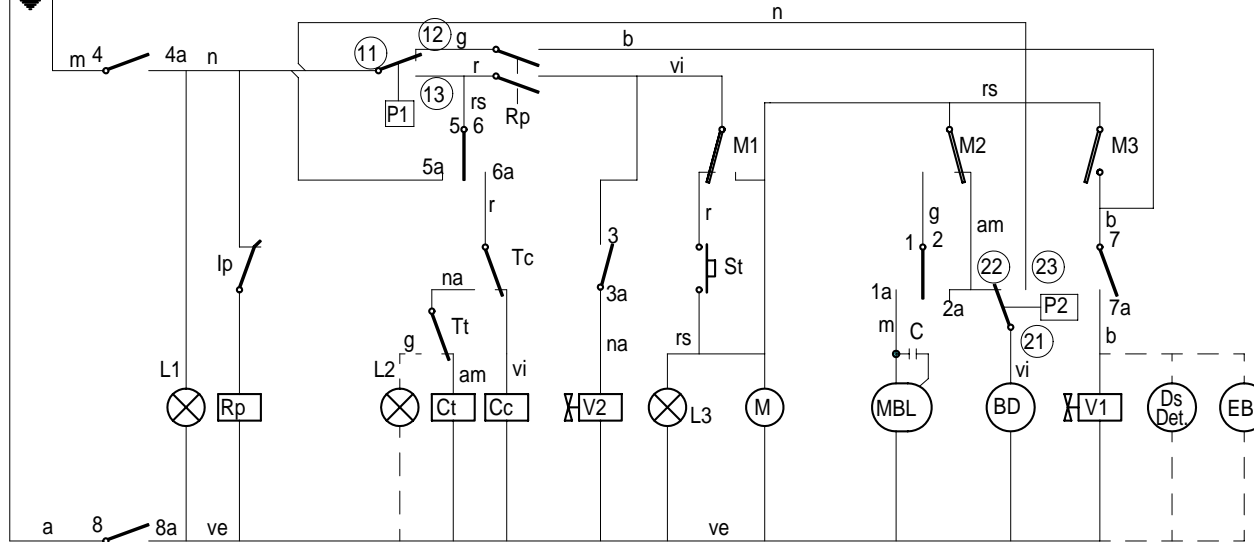 n
12
m 4 4a n 11 g b
r vi
13 rs
P1 rs
5 6 Rp
M1 M2 M3
5a 6a
r r g am b
3 1 2 7
Ip Tc St 22 23
na 3a 1a 2a P2 7a
Tt m C 21
g rs b
L1 L2 am vi na vi
Rp Ct Cc V2 L3 M MBL BD V1 Ds EB
Det.
a 8 8a ve ve